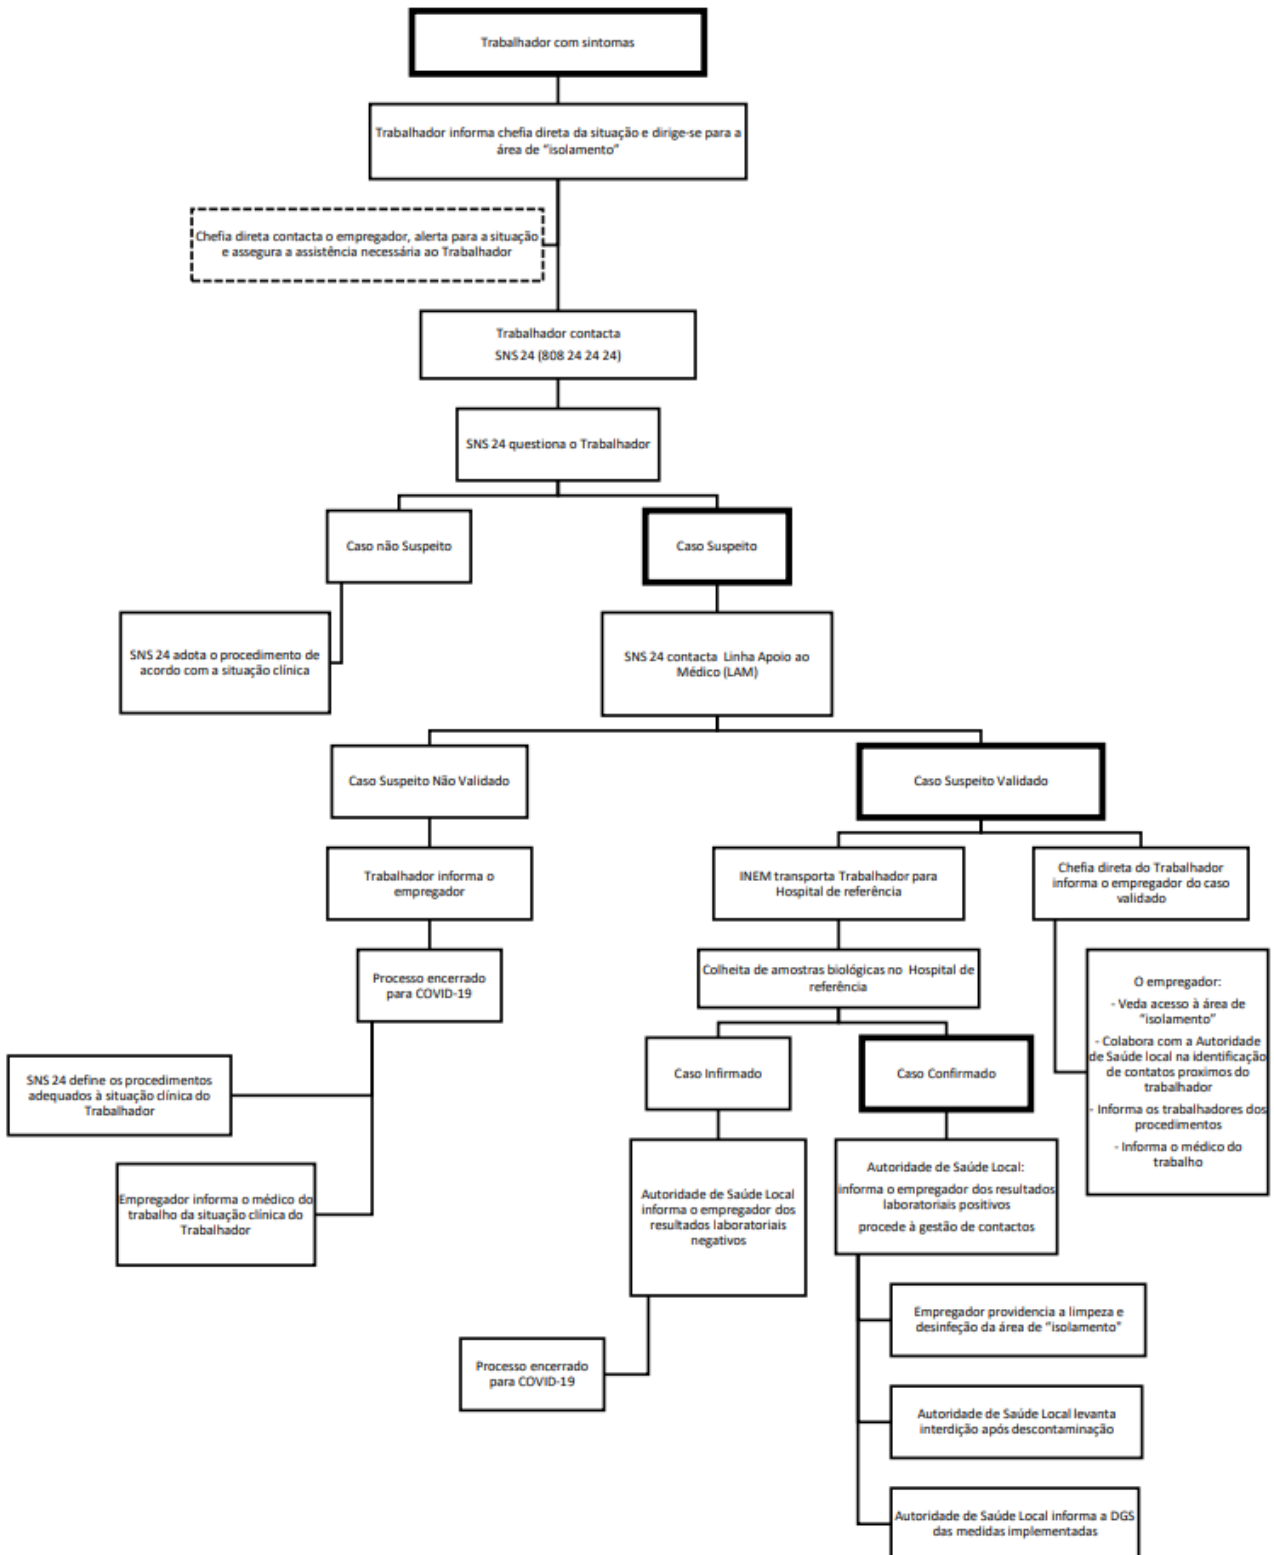 Trabalhador com sintomas
Trabalhador informa chefia direta da situação e dirige-se para a
área de “isolamento”
Chefia direta contacta o empregador, alerta para a situação
e assegura a assistência necessária ao Trabalhador
Trabalhador contacta
SNS 24 (808 24 24 24)
SNS 24 questiona o Trabalhador
Caso não Suspeito
Caso Suspeito
SNS 24 adota o procedimento de
acordo com a situação clínica
SNS 24 contacta Linha Apoio ao
Médico (LAM)
Caso Suspeito Não Validado
Caso Suspeito Validado
Trabalhador informa o
empregador
INEM transporta Trabalhador para
Hospital de referência
Chefia direta do Trabalhador
informa o empregador do caso
validado
Processo encerrado
para COVID-19
Colheita de amostras biológicas no Hospital de
referência
O empregador:
- Veda acesso à área de
“isolamento”
- Colabora com a Autoridade
de Saúde local na identificação
de contatos proximos do
trabalhador
- Informa os trabalhadores dos
procedimentos
- Informa o médico do
trabalho
SNS 24 define os procedimentos
adequados à situação clínica do
Trabalhador
Caso Infirmado
Caso Confirmado
Empregador informa o médico do
trabalho da situação clínica do
Trabalhador
Autoridade de Saúde Local
informa o empregador dos
resultados laboratoriais
negativos
Autoridade de Saúde Local:
informa o empregador dos resultados
laboratoriais positivos
procede à gestão de contactos
Processo encerrado
para COVID-19
Empregador providencia a limpeza e
desinfeção da área de “isolamento”
Autoridade de Saúde Local levanta
interdição após descontaminação
Autoridade de Saúde Local informa a DGS
das medidas implementadas